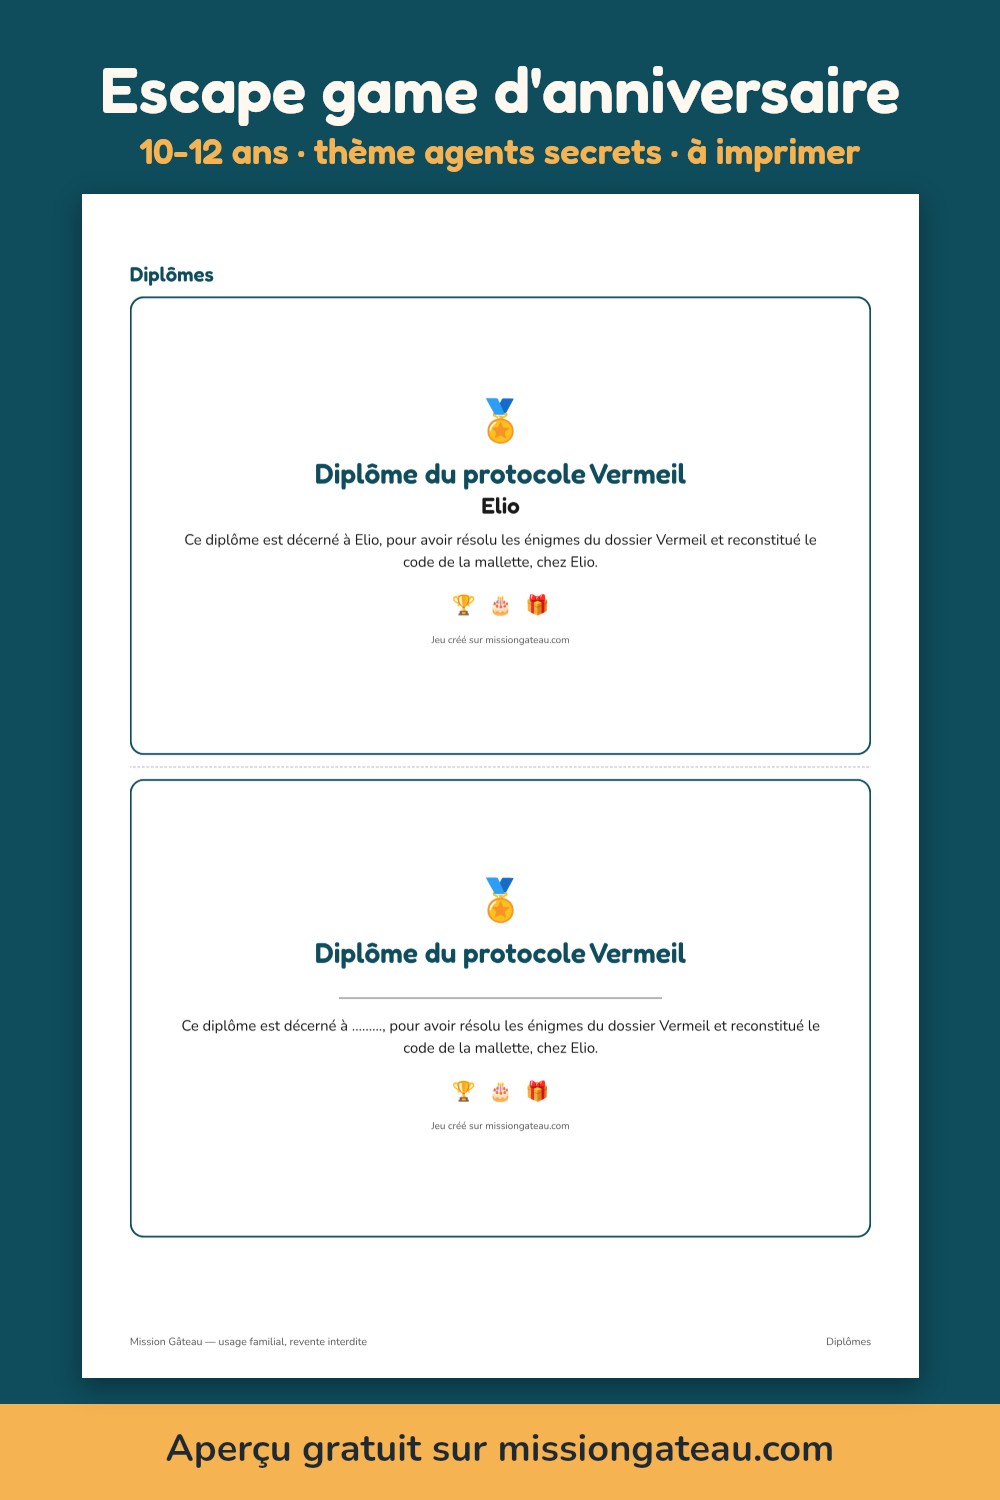 Escape game d'anniversaire
10-12 ans · thème agents secrets · à imprimer
Diplômes
Diplôme du protocole Vermeil
Elio
Ce diplôme est décerné à Elio, pour avoir résolu les énigmes du dossier Vermeil et reconstitué le
code de la mallette, chez Elio.
Jeu créé sur missiongateau.com
Diplôme du protocole Vermeil
Ce diplôme est décerné à ........., pour avoir résolu les énigmes du dossier Vermeil et reconstitué le
code de la mallette, chez Elio.
Jeu créé sur missiongateau.com
Mission Gâteau — usage familial, revente interdite
Diplômes
Aperçu gratuit sur missiongateau.com